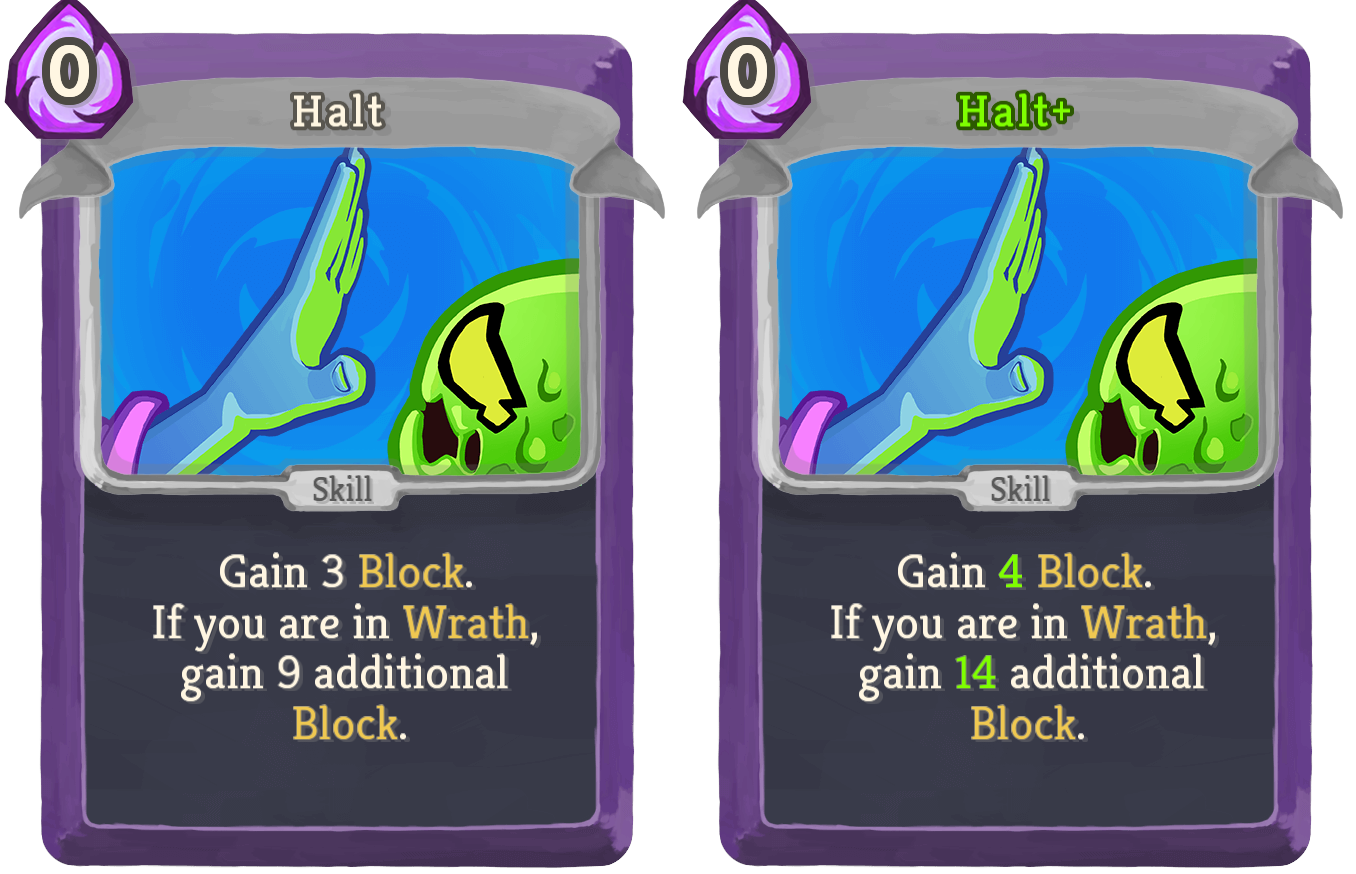 0
Halt
Skill
Gain 3 Block.
If you are in Wrath,
gain 9 additional
Block.
0
Halt+
Skill
Gain 4 Block.
If you are in Wrath,
gain 14 additional
Block.